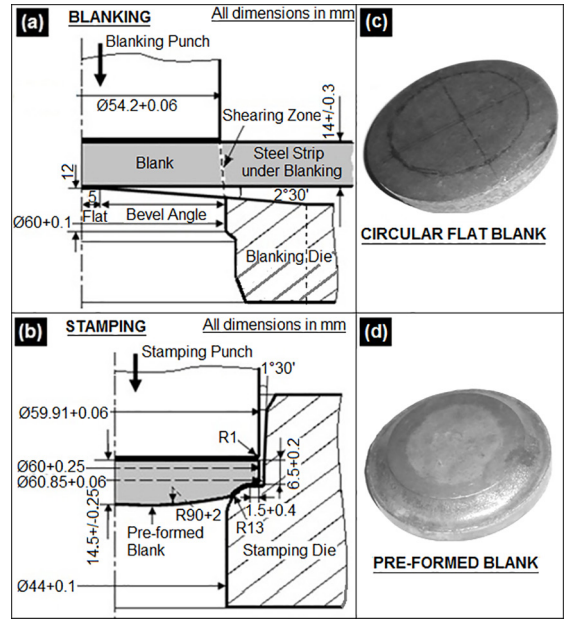 (a)
BLANKING
All dimensions in mm
Blanking Punch
Ø54.2+0.06
Shearing Zone
14+/-0.3
Blank
Steel Strip
under Blanking
12
5
Flat
Bevel Angle
2°30'
Ø60+0.1
Blanking Die
(b)
STAMPING
All dimensions in mm
Stamping Punch
1°30'
Ø59.91+0.06
R1
Ø60+0.25
Ø60.85+0.06
6.5+0.2
14.5+/-0.25
R90+2
1.5+0.4
R13
Pre-formed
Blank
Stamping Die
Ø44+0.1
(c)
CIRCULAR FLAT BLANK
(d)
PRE-FORMED BLANK